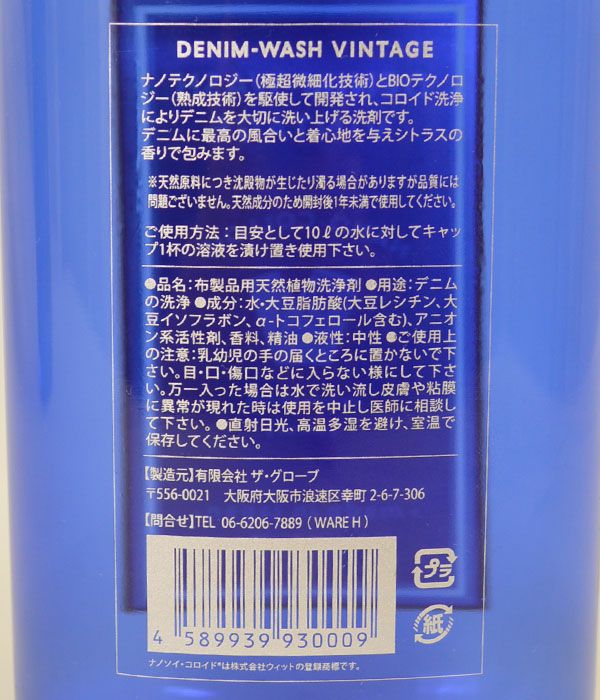 DENIM-WASH VINTAGE
ナノテクノロジー(極超微細化技術)とBIOテクノロ
ジー(熟成技術)を駆使して開発され、コロイド洗浄
によりデニムを大切に洗い上げる洗剤です。
デニムに最高の風合いと着心地を与えシトラスの
香りで包みます。
※天然原料につき沈殿物が生じたり濁る場合がありますが品質には
問題ございません。天然成分のため開封後1年未満で使用してください。
ご使用方法:目安として10ℓの水に対してキャッ
プ1杯の溶液を漬け置き使用下さい。
●品名:布製品用天然植物洗浄剤 ●用途:デニム
の洗浄 ●成分:水・大豆脂肪酸(大豆レシチン、大
豆イソフラボン、α-トコフェロール含む)、アニオ
ン系活性剤、香料、精油 ●液性:中性 ●ご使用上
の注意:乳幼児の手の届くところに置かないで下
さい。目・口・傷口などに入らない様にして下さ
い。万一入った場合は水で洗い流し皮膚や粘膜
に異常が現れた時は使用を中止し医師に相談し
て下さい。●直射日光、高温多湿を避け、室温で
保存してください。
【製造元】有限会社 ザ・グローブ
〒556-0021 大阪府大阪市浪速区幸町 2-6-7-306
【問合せ】TEL 06-6206-7889 (WARE H)
プラ
紙
4 589939 930009
ナノソイ・コロイド®は株式会社ウィットの登録商標です。